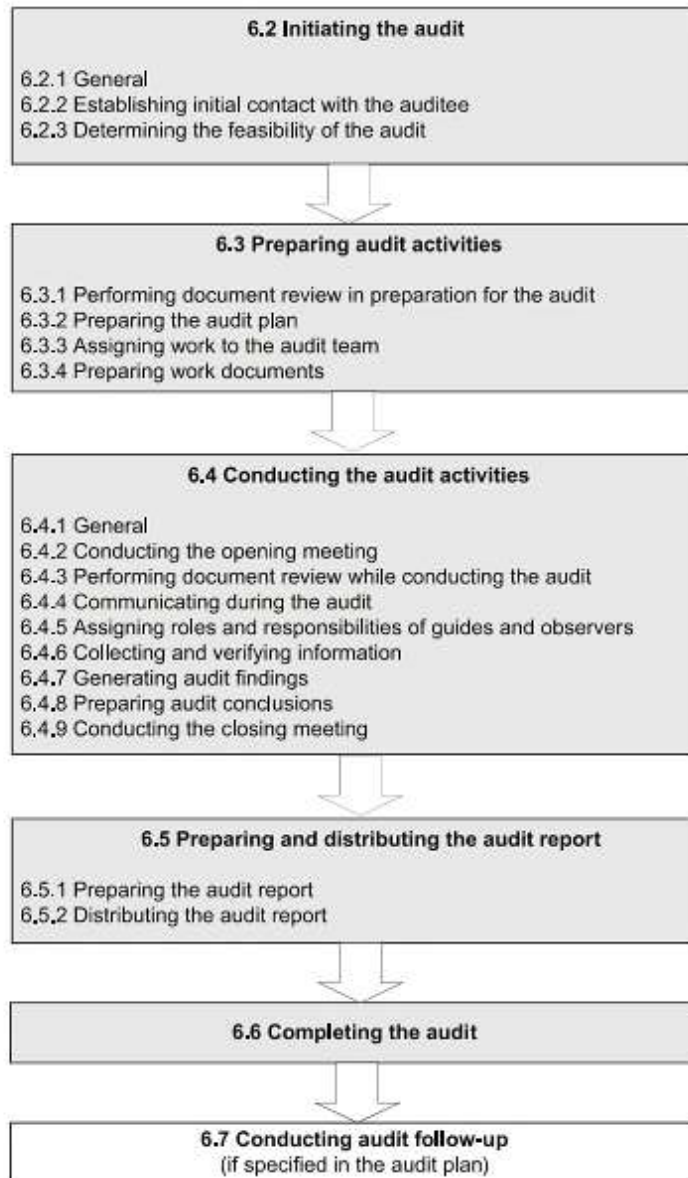 6.2 Initiating the audit
6.2.1 General
6.2.2 Establishing initial contact with the auditee
6.2.3 Determining the feasibility of the audit
6.3 Preparing audit activities
6.3.1 Performing document review in preparation for the audit
6.3.2 Preparing the audit plan
6.3.3 Assigning work to the audit team
6.3.4 Preparing work documents
6.4 Conducting the audit activities
6.4.1 General
6.4.2 Conducting the opening meeting
6.4.3 Performing document review while conducting the audit
6.4.4 Communicating during the audit
6.4.5 Assigning roles and responsibilities of guides and observers
6.4.6 Collecting and verifying information
6.4.7 Generating audit findings
6.4.8 Preparing audit conclusions
6.4.9 Conducting the closing meeting
6.5 Preparing and distributing the audit report
6.5.1 Preparing the audit report
6.5.2 Distributing the audit report
6.6 Completing the audit
6.7 Conducting audit follow-up
(if specified in the audit plan)